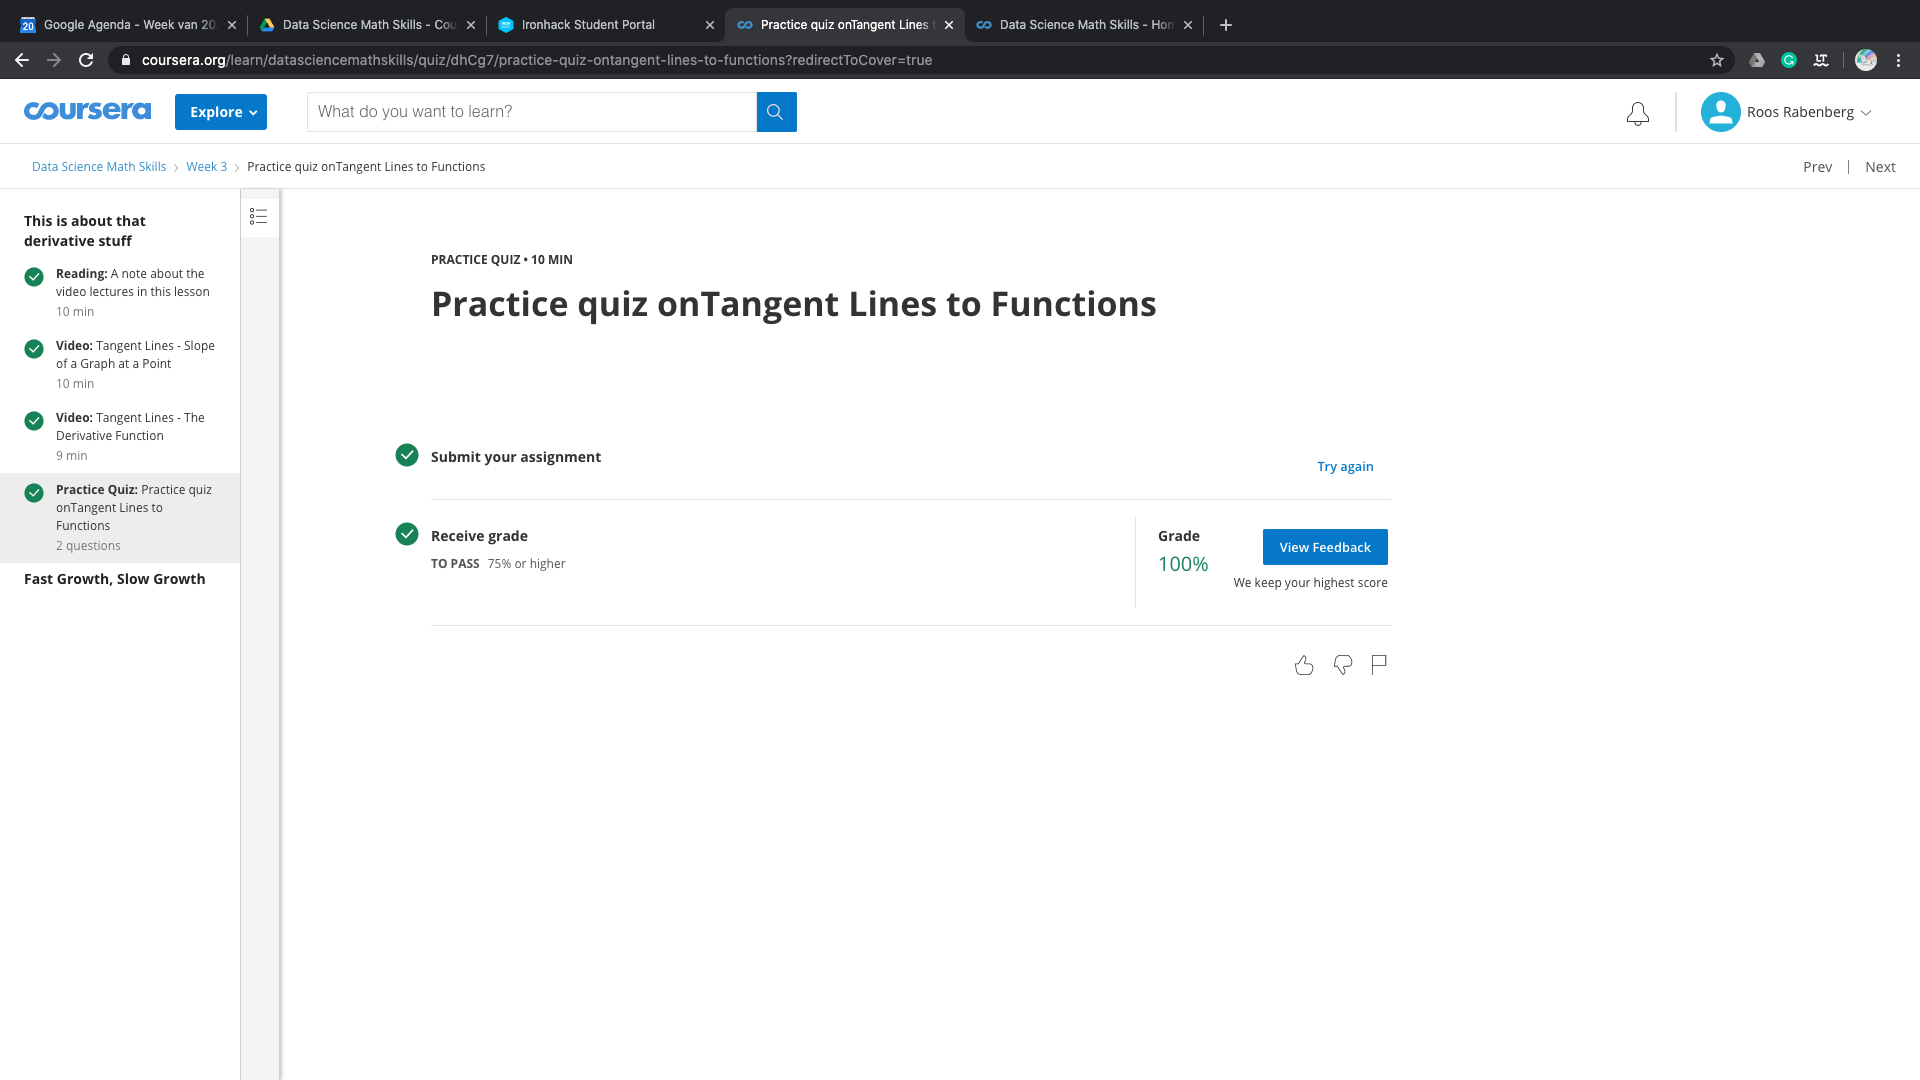 Google Agenda - Week van 20
Data Science Math Skills - Cou
Ironhack Student Portal
Practice quiz onTangent Lines t
Data Science Math Skills - Hom
coursera.org/learn/datasciencemathskills/quiz/dhCg7/practice-quiz-ontangent-lines-to-functions?redirectToCover=true
coursera
Explore
What do you want to learn?
Roos Rabenberg
Data Science Math Skills
Week 3
Practice quiz onTangent Lines to Functions
Prev
Next
This is about that
derivative stuff
Reading: A note about the
video lectures in this lesson
10 min
Video: Tangent Lines - Slope
of a Graph at a Point
10 min
Video: Tangent Lines - The
Derivative Function
9 min
Practice Quiz: Practice quiz
onTangent Lines to
Functions
2 questions
Fast Growth, Slow Growth
PRACTICE QUIZ • 10 MIN
Practice quiz onTangent Lines to Functions
Submit your assignment
Try again
Receive grade
TO PASS 75% or higher
Grade
100%
View Feedback
We keep your highest score